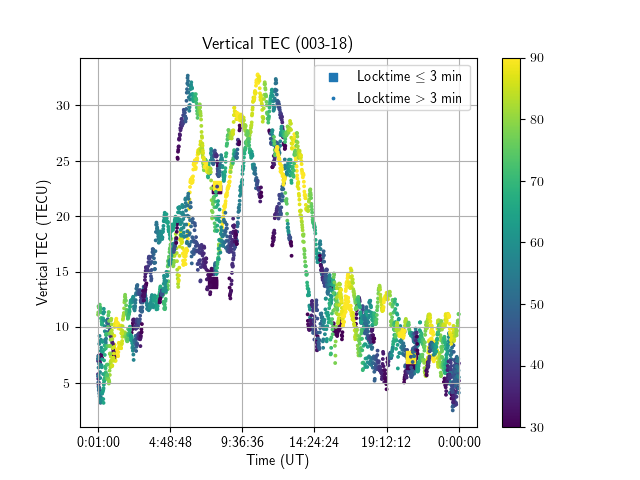 Vertical TEC (003-18)
Locktime ≤ 3 min
Locktime > 3 min
Vertical TEC (TECU)
30
25
20
15
10
5
0:01:00 4:48:48 9:36:36 14:24:24 19:12:12 0:00:00
Time (UT)
90
80
70
60
50
40
30